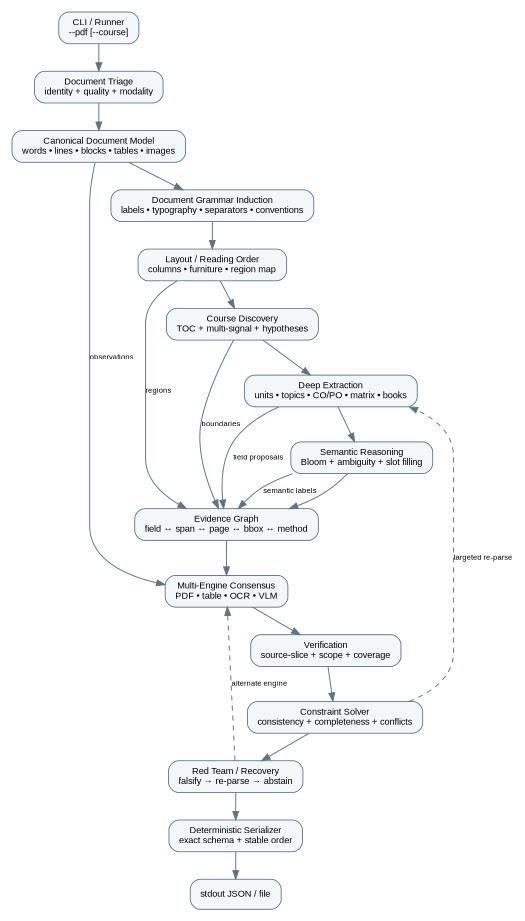 CLI / Runner
--pdf [--course]
Document Triage
identity + quality + modality
Canonical Document Model
words • lines • blocks • tables • images
Document Grammar Induction
labels • typography • separators • conventions
Layout / Reading Order
columns • furniture • region map
Course Discovery
TOC + multi-signal + hypotheses
observations
regions
Deep Extraction
units • topics • CO/PO • matrix • books
boundaries
field proposals
Semantic Reasoning
Bloom + ambiguity + slot filling
semantic labels
Evidence Graph
field ↔ span ↔ page ↔ bbox ↔ method
targeted re-parse
Multi-Engine Consensus
PDF • table • OCR • VLM
Verification
source-slice + scope + coverage
alternate engine
Constraint Solver
consistency + completeness + conflicts
Red Team / Recovery
falsify → re-parse → abstain
Deterministic Serializer
exact schema + stable order
stdout JSON / file